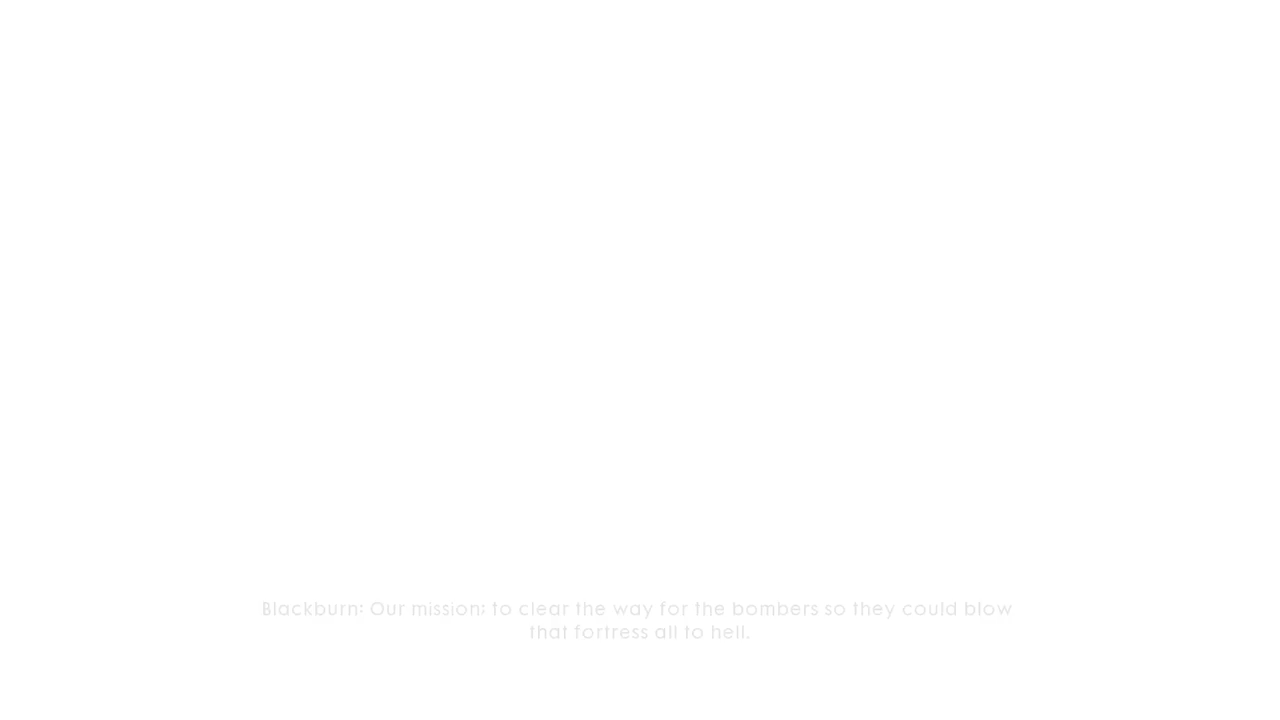 Blackburn: Our mission; to clear the way for the bombers so they could blow
that fortress all to hell.